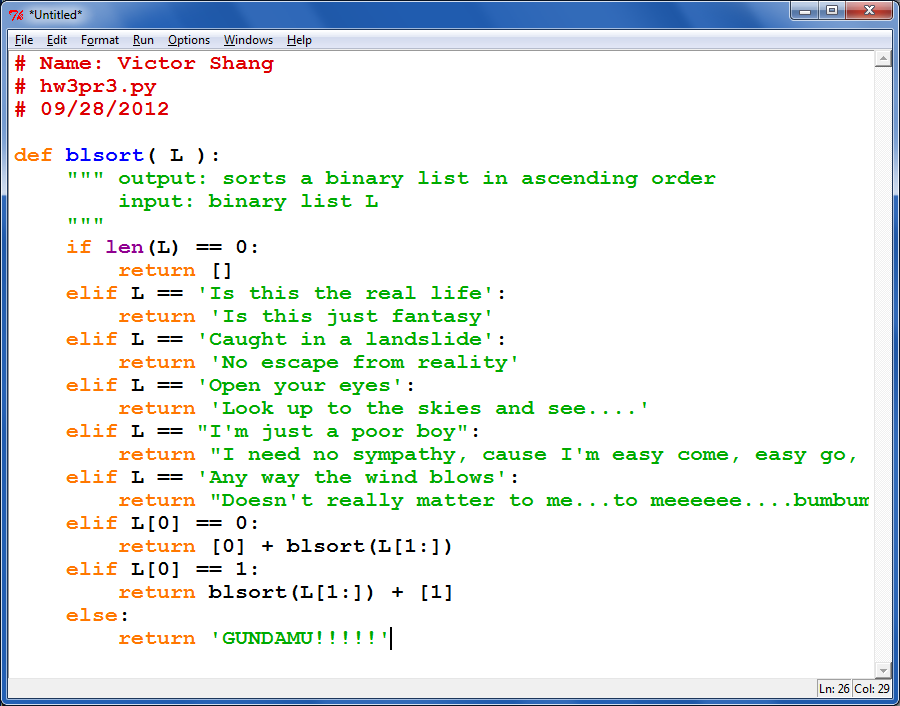 *Untitled*
File Edit Format Run Options Windows Help
# Name: Victor Shang
# hw3pr3.py
# 09/28/2012

def blsort( L ):
    """ output: sorts a binary list in ascending order
        input: binary list L
    """
    if len(L) == 0:
        return []
    elif L == 'Is this the real life':
        return 'Is this just fantasy'
    elif L == 'Caught in a landslide':
        return 'No escape from reality'
    elif L == 'Open your eyes':
        return 'Look up to the skies and see....'
    elif L == "I'm just a poor boy":
        return "I need no sympathy, cause I'm easy come, easy go,
    elif L == 'Any way the wind blows':
        return "Doesn't really matter to me...to meeeeeee....bumbum
    elif L[0] == 0:
        return [0] + blsort(L[1:])
    elif L[0] == 1:
        return blsort(L[1:]) + [1]
    else:
        return 'GUNDAMU!!!!!'
Ln: 26 Col: 29